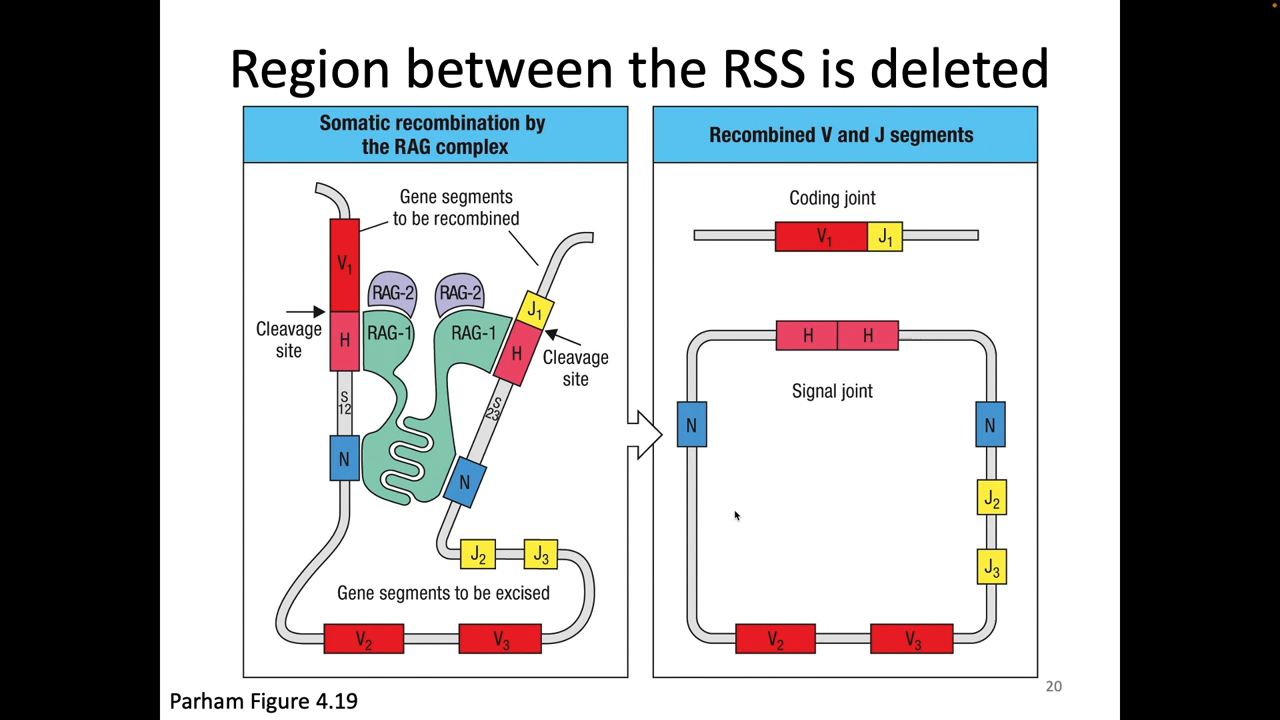 Region between the RSS is deleted
Somatic recombination by
the RAG complex
Gene segments
to be recombined
V1
RAG-2
RAG-2
J1
Cleavage
site
H
RAG-1
RAG-1
H
Cleavage
site
S
12
S
23
N
N
J2
J3
Gene segments to be excised
V2
V3
Recombined V and J segments
Coding joint
V1
J1
H
H
Signal joint
N
N
J2
J3
V2
V3
20
Parham Figure 4.19